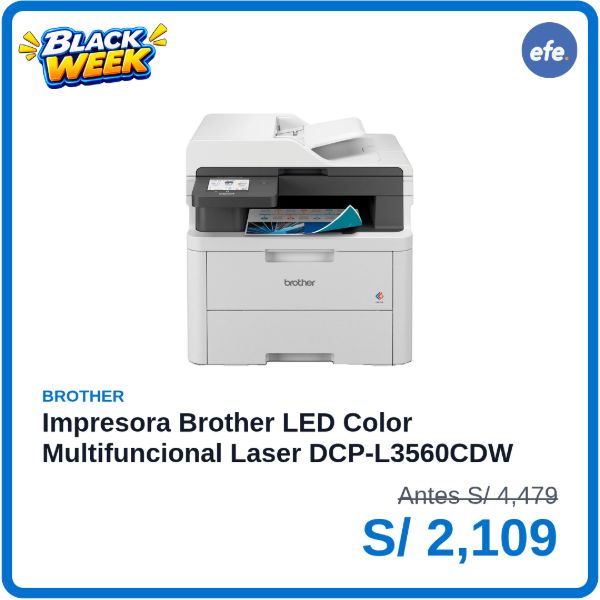 BLACK
WEEK
efe.
brother
BROTHER
Impresora Brother LED Color
Multifuncional Laser DCP-L3560CDW
Antes S/ 4,479
S/ 2,109